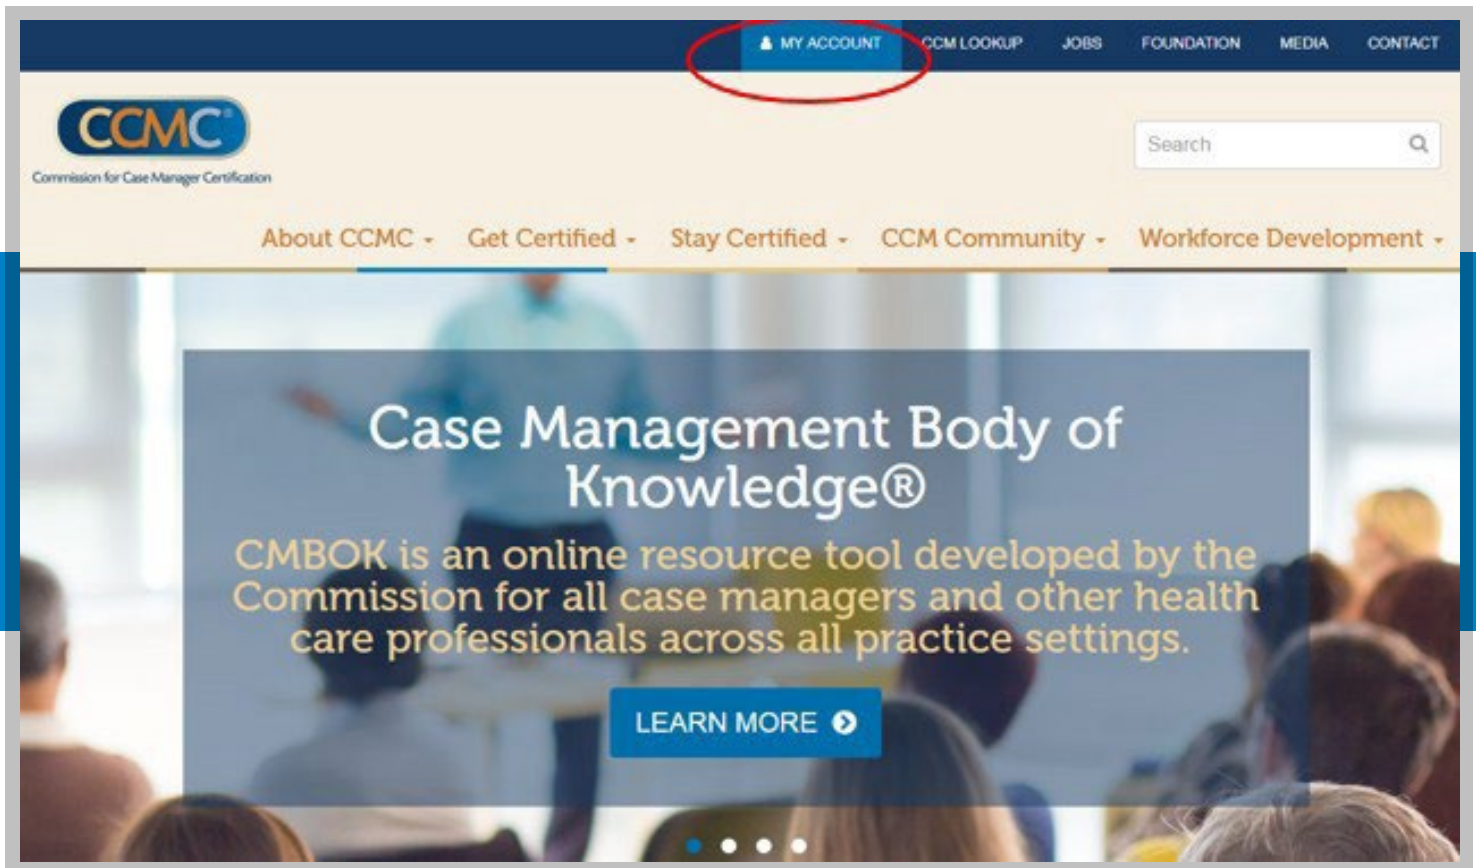 MY ACCOUNT CCM LOOKUP JOBS FOUNDATION MEDIA CONTACT
CCMC®
Commission for Case Manager Certification
Search
About CCMC Get Certified Stay Certified CCM Community Workforce Development
Case Management Body of
Knowledge®
CMBOK is an online resource tool developed by the
Commission for all case managers and other health
care professionals across all practice settings.
LEARN MORE